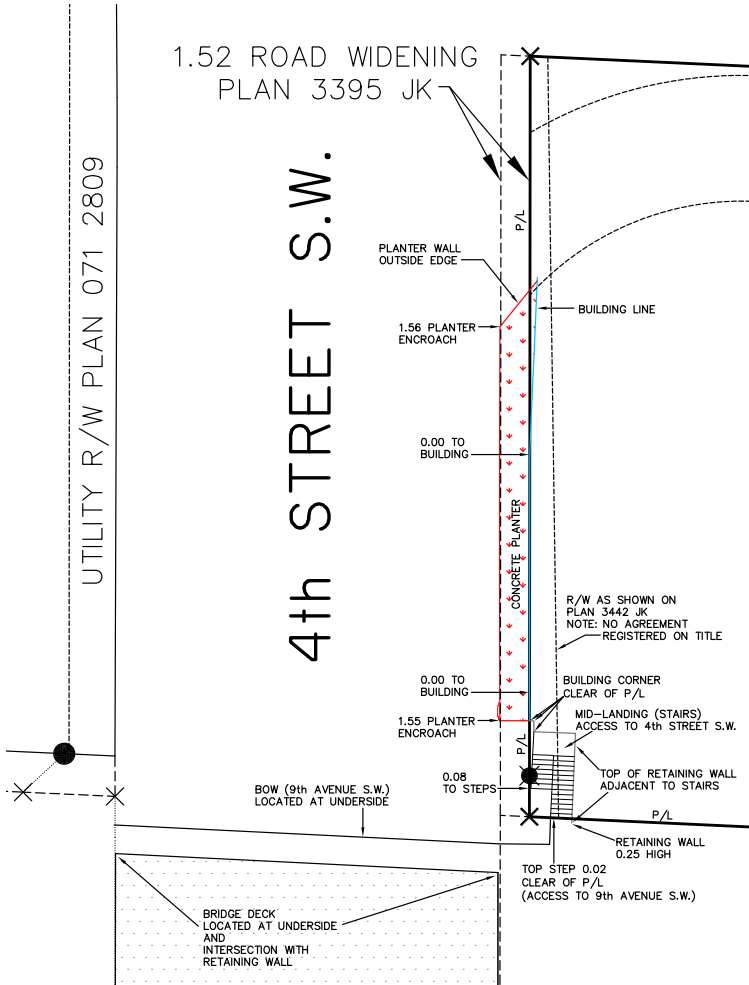 1.52 ROAD WIDENING
PLAN 3395 JK
UTILITY R/W PLAN 071 2809
4th STREET S.W.
P/L
PLANTER WALL
OUTSIDE EDGE
BUILDING LINE
1.56 PLANTER
ENCROACH
0.00 TO
BUILDING
CONCRETE PLANTER
R/W AS SHOWN ON
PLAN 3442 JK
NOTE: NO AGREEMENT
REGISTERED ON TITLE
0.00 TO
BUILDING
BUILDING CORNER
CLEAR OF P/L
1.55 PLANTER
ENCROACH
MID-LANDING (STAIRS)
ACCESS TO 4th STREET S.W.
P/L
0.08
TO STEPS
TOP OF RETAINING WALL
ADJACENT TO STAIRS
BOW (9th AVENUE S.W.)
LOCATED AT UNDERSIDE
P/L
RETAINING WALL
0.25 HIGH
TOP STEP 0.02
CLEAR OF P/L
(ACCESS TO 9th AVENUE S.W.)
BRIDGE DECK
LOCATED AT UNDERSIDE
AND
INTERSECTION WITH
RETAINING WALL